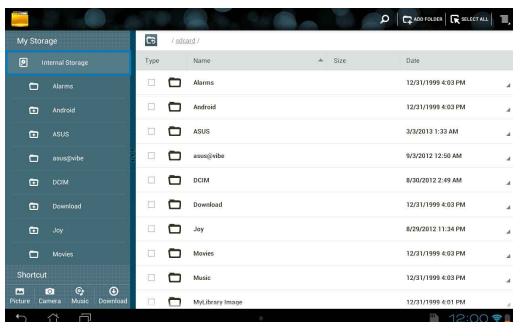 ADD FOLDER SELECT ALL
My Storage
/ sdcard /
Internal Storage
Type Name Size Date
Alarms
Android
ASUS
asus@vibe
DCIM
Download
Joy
Movies
Alarms 12/31/1999 4:03 PM
Android 12/31/1999 4:03 PM
ASUS 3/3/2013 1:33 AM
asus@vibe 9/3/2012 12:50 AM
DCIM 8/30/2012 2:49 AM
Download 12/31/1999 4:03 PM
Joy 8/29/2012 11:34 PM
Movies 12/31/1999 4:03 PM
Music 12/31/1999 4:03 PM
MyLibrary Image 12/31/1999 4:01 PM
Shortcut
Picture Camera Music Download
12:00